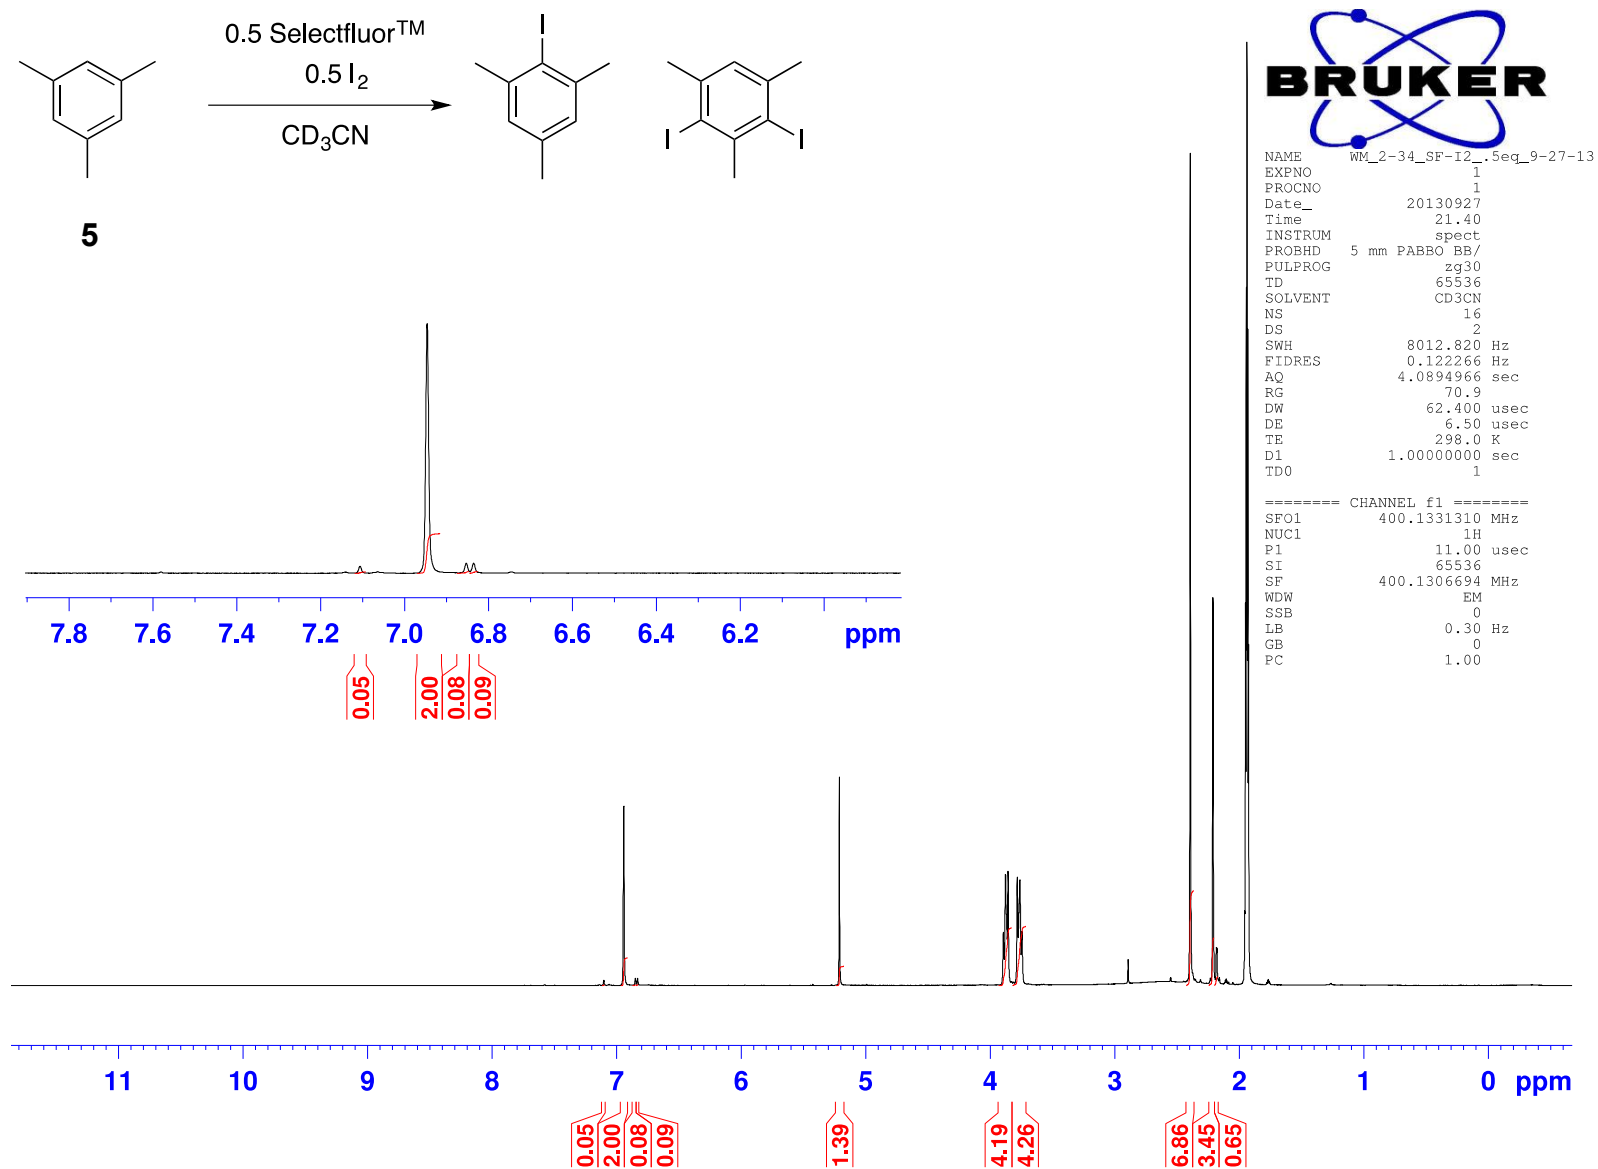 0.5 Selectfluor™
0.5 I2
CD3CN
I
I
I
5
BRUKER
NAME WM_2-34_SF-I2_.5eq_9-27-13
EXPNO 1
PROCNO 1
Date_ 20130927
Time 21.40
INSTRUM spect
PROBHD 5 mm PABBO BB/
PULPROG zg30
TD 65536
SOLVENT CD3CN
NS 16
DS 2
SWH 8012.820 Hz
FIDRES 0.122266 Hz
AQ 4.0894966 sec
RG 70.9
DW 62.400 usec
DE 6.50 usec
TE 298.0 K
D1 1.00000000 sec
TD0 1
======== CHANNEL f1 ========
SFO1 400.1331310 MHz
NUC1 1H
P1 11.00 usec
SI 65536
SF 400.1306694 MHz
WDW EM
SSB 0
LB 0.30 Hz
GB 0
PC 1.00
7.8 7.6 7.4 7.2 7.0 6.8 6.6 6.4 6.2 ppm
0.05 2.00 0.08 0.09
11 10 9 8 7 6 5 4 3 2 1 0 ppm
0.05 2.00 0.08 0.09 1.39 4.19 4.26 6.86 3.45 0.65